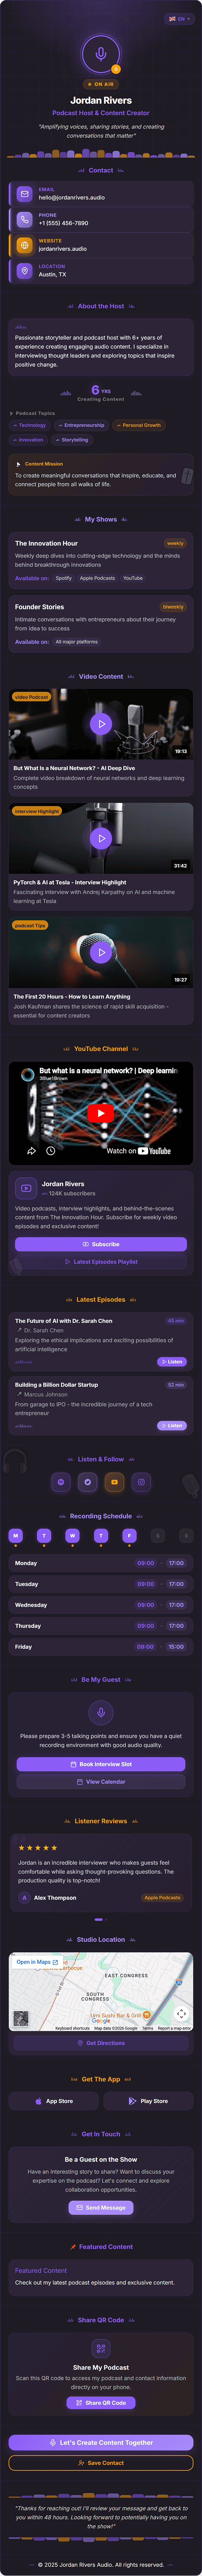 EN
ON AIR
Jordan Rivers
Podcast Host & Content Creator
"Amplifying voices, sharing stories, and creating
conversations that matter"
Contact
EMAIL
hello@jordanrivers.audio
PHONE
+1 (555) 456-7890
WEBSITE
jordanrivers.audio
LOCATION
Austin, TX
About the Host
Passionate storyteller and podcast host with 6+ years of
experience creating engaging audio content. I specialize in
interviewing thought leaders and exploring topics that inspire
positive change.
6 YRS
Creating Content
Podcast Topics
Technology
Entrepreneurship
Personal Growth
Innovation
Storytelling
Content Mission
To create meaningful conversations that inspire, educate, and
connect people from all walks of life.
My Shows
The Innovation Hour
weekly
Weekly deep dives into cutting-edge technology and the minds
behind breakthrough innovations
Available on:
Spotify
Apple Podcasts
YouTube
Founder Stories
biweekly
Intimate conversations with entrepreneurs about their journey
from idea to success
Available on:
All major platforms
Video Content
video Podcast
19:13
But What Is a Neural Network? - AI Deep Dive
Complete video breakdown of neural networks and deep learning
concepts
interview Highlight
31:42
PyTorch & AI at Tesla - Interview Highlight
Fascinating interview with Andrej Karpathy on AI and machine
learning at Tesla
podcast Tips
19:27
The First 20 Hours - How to Learn Anything
Josh Kaufman shares the science of rapid skill acquisition -
essential for content creators
YouTube Channel
But what is a neural network? | Deep learnin
3Blue1Brown
Watch on YouTube
Jordan Rivers
124K subscribers
Video podcasts, interview highlights, and behind-the-scenes
content from The Innovation Hour. Subscribe for weekly video
episodes and exclusive content!
Subscribe
Latest Episodes Playlist
Latest Episodes
The Future of AI with Dr. Sarah Chen
45 min
Dr. Sarah Chen
Exploring the ethical implications and exciting possibilities of
artificial intelligence
Listen
Building a Billion Dollar Startup
52 min
Marcus Johnson
From garage to IPO - the incredible journey of a tech
entrepreneur
Listen
Listen & Follow
Recording Schedule
M
T
W
T
F
S
S
Monday
09:00 - 17:00
Tuesday
09:00 - 17:00
Wednesday
09:00 - 17:00
Thursday
09:00 - 17:00
Friday
09:00 - 15:00
Be My Guest
Please prepare 3-5 talking points and ensure you have a quiet
recording environment with good audio quality.
Book Interview Slot
View Calendar
Listener Reviews
Jordan is an incredible interviewer who makes guests feel
comfortable while asking thought-provoking questions. The
production quality is top-notch!
A
Alex Thompson
Apple Podcasts
Studio Location
Open in Maps
EAST CONGRESS
SOUTH
CONGRESS
Umi Sushi Bar & Grill
Google
Keyboard shortcuts
Map data ©2026 Google
Terms
Report a map error
Get Directions
Get The App
App Store
Play Store
Get In Touch
Be a Guest on the Show
Have an interesting story to share? Want to discuss your
expertise on the podcast? Let's connect and explore
collaboration opportunities.
Send Message
Featured Content
Featured Content
Check out my latest podcast episodes and exclusive content.
Share QR Code
Share My Podcast
Scan this QR code to access my podcast and contact information
directly on your phone.
Share QR Code
Let's Create Content Together
Save Contact
"Thanks for reaching out! I'll review your message and get back to
you within 48 hours. Looking forward to potentially having you on
the show!"
© 2025 Jordan Rivers Audio. All rights reserved.